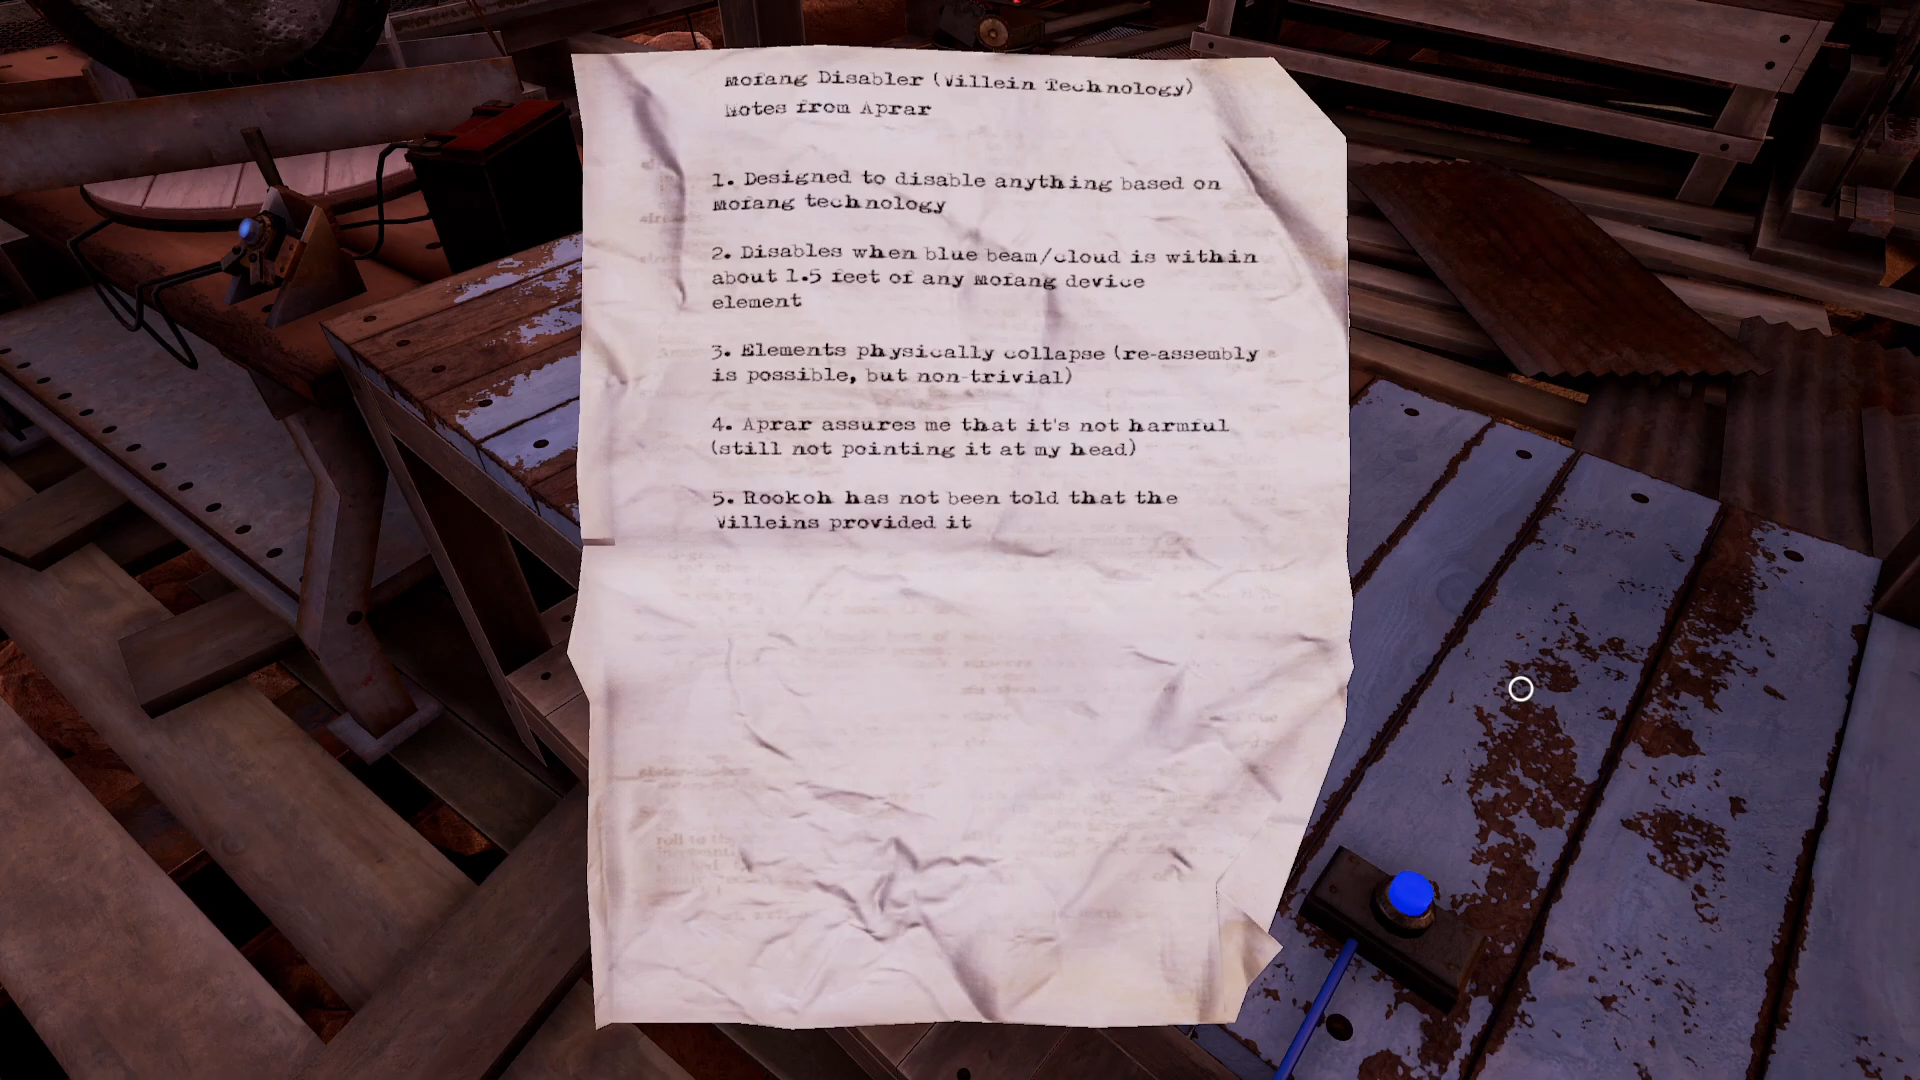 Mofang Disabler (Villein Technology)
Notes from Aprar
1. Designed to disable anything based on
Mofang technology
2. Disables when blue beam/cloud is within
about 1.5 feet of any Mofang device
element
3. Elements physically collapse (re-assembly
is possible, but non-trivial)
4. Aprar assures me that it's not harmful
(still not pointing it at my head)
5. Rookoh has not been told that the
Villeins provided it